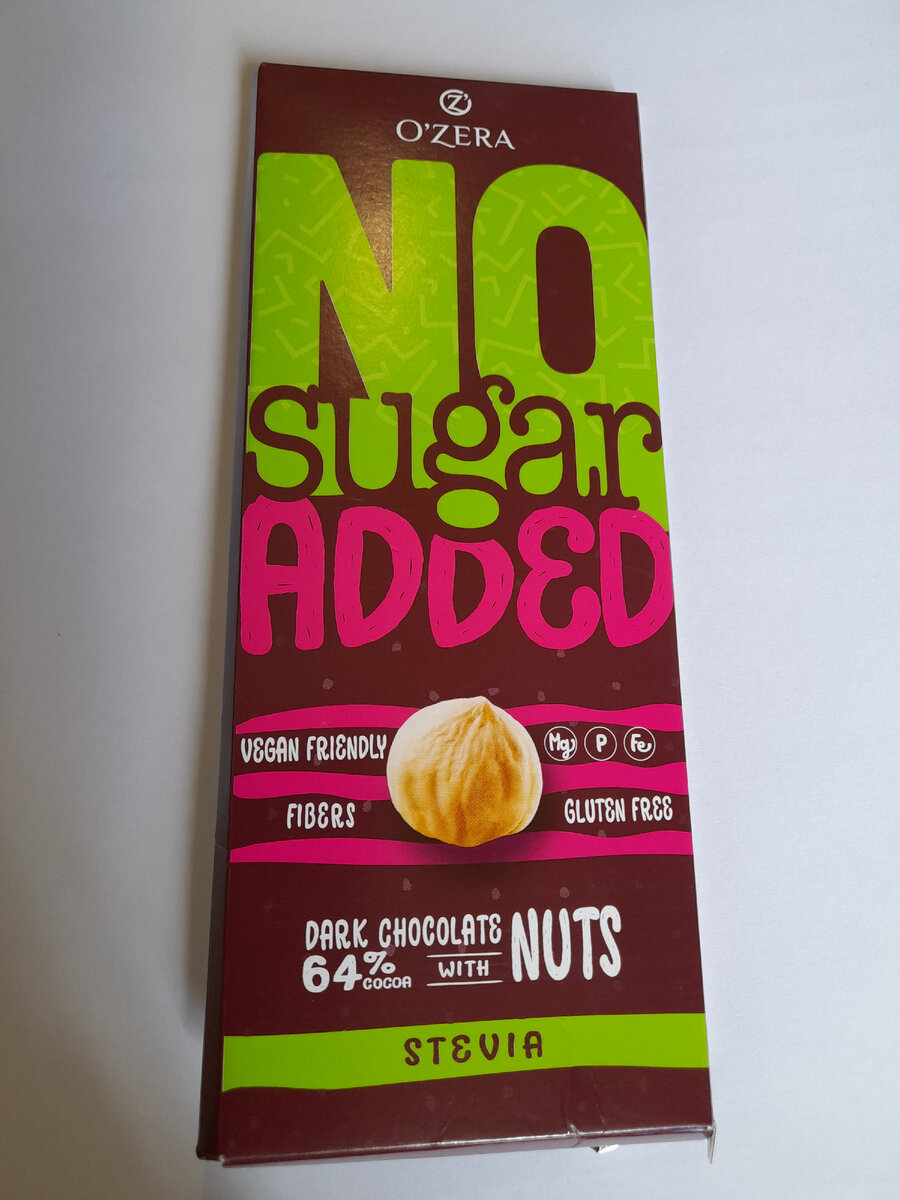 Z'
O'ZERA
NO
sugar
ADDED
VEGAN FRIENDLY
Mg P Fe
FIBERS
GLUTEN FREE
DARK CHOCOLATE
64% COCOA
WITH
NUTS
STEVIA